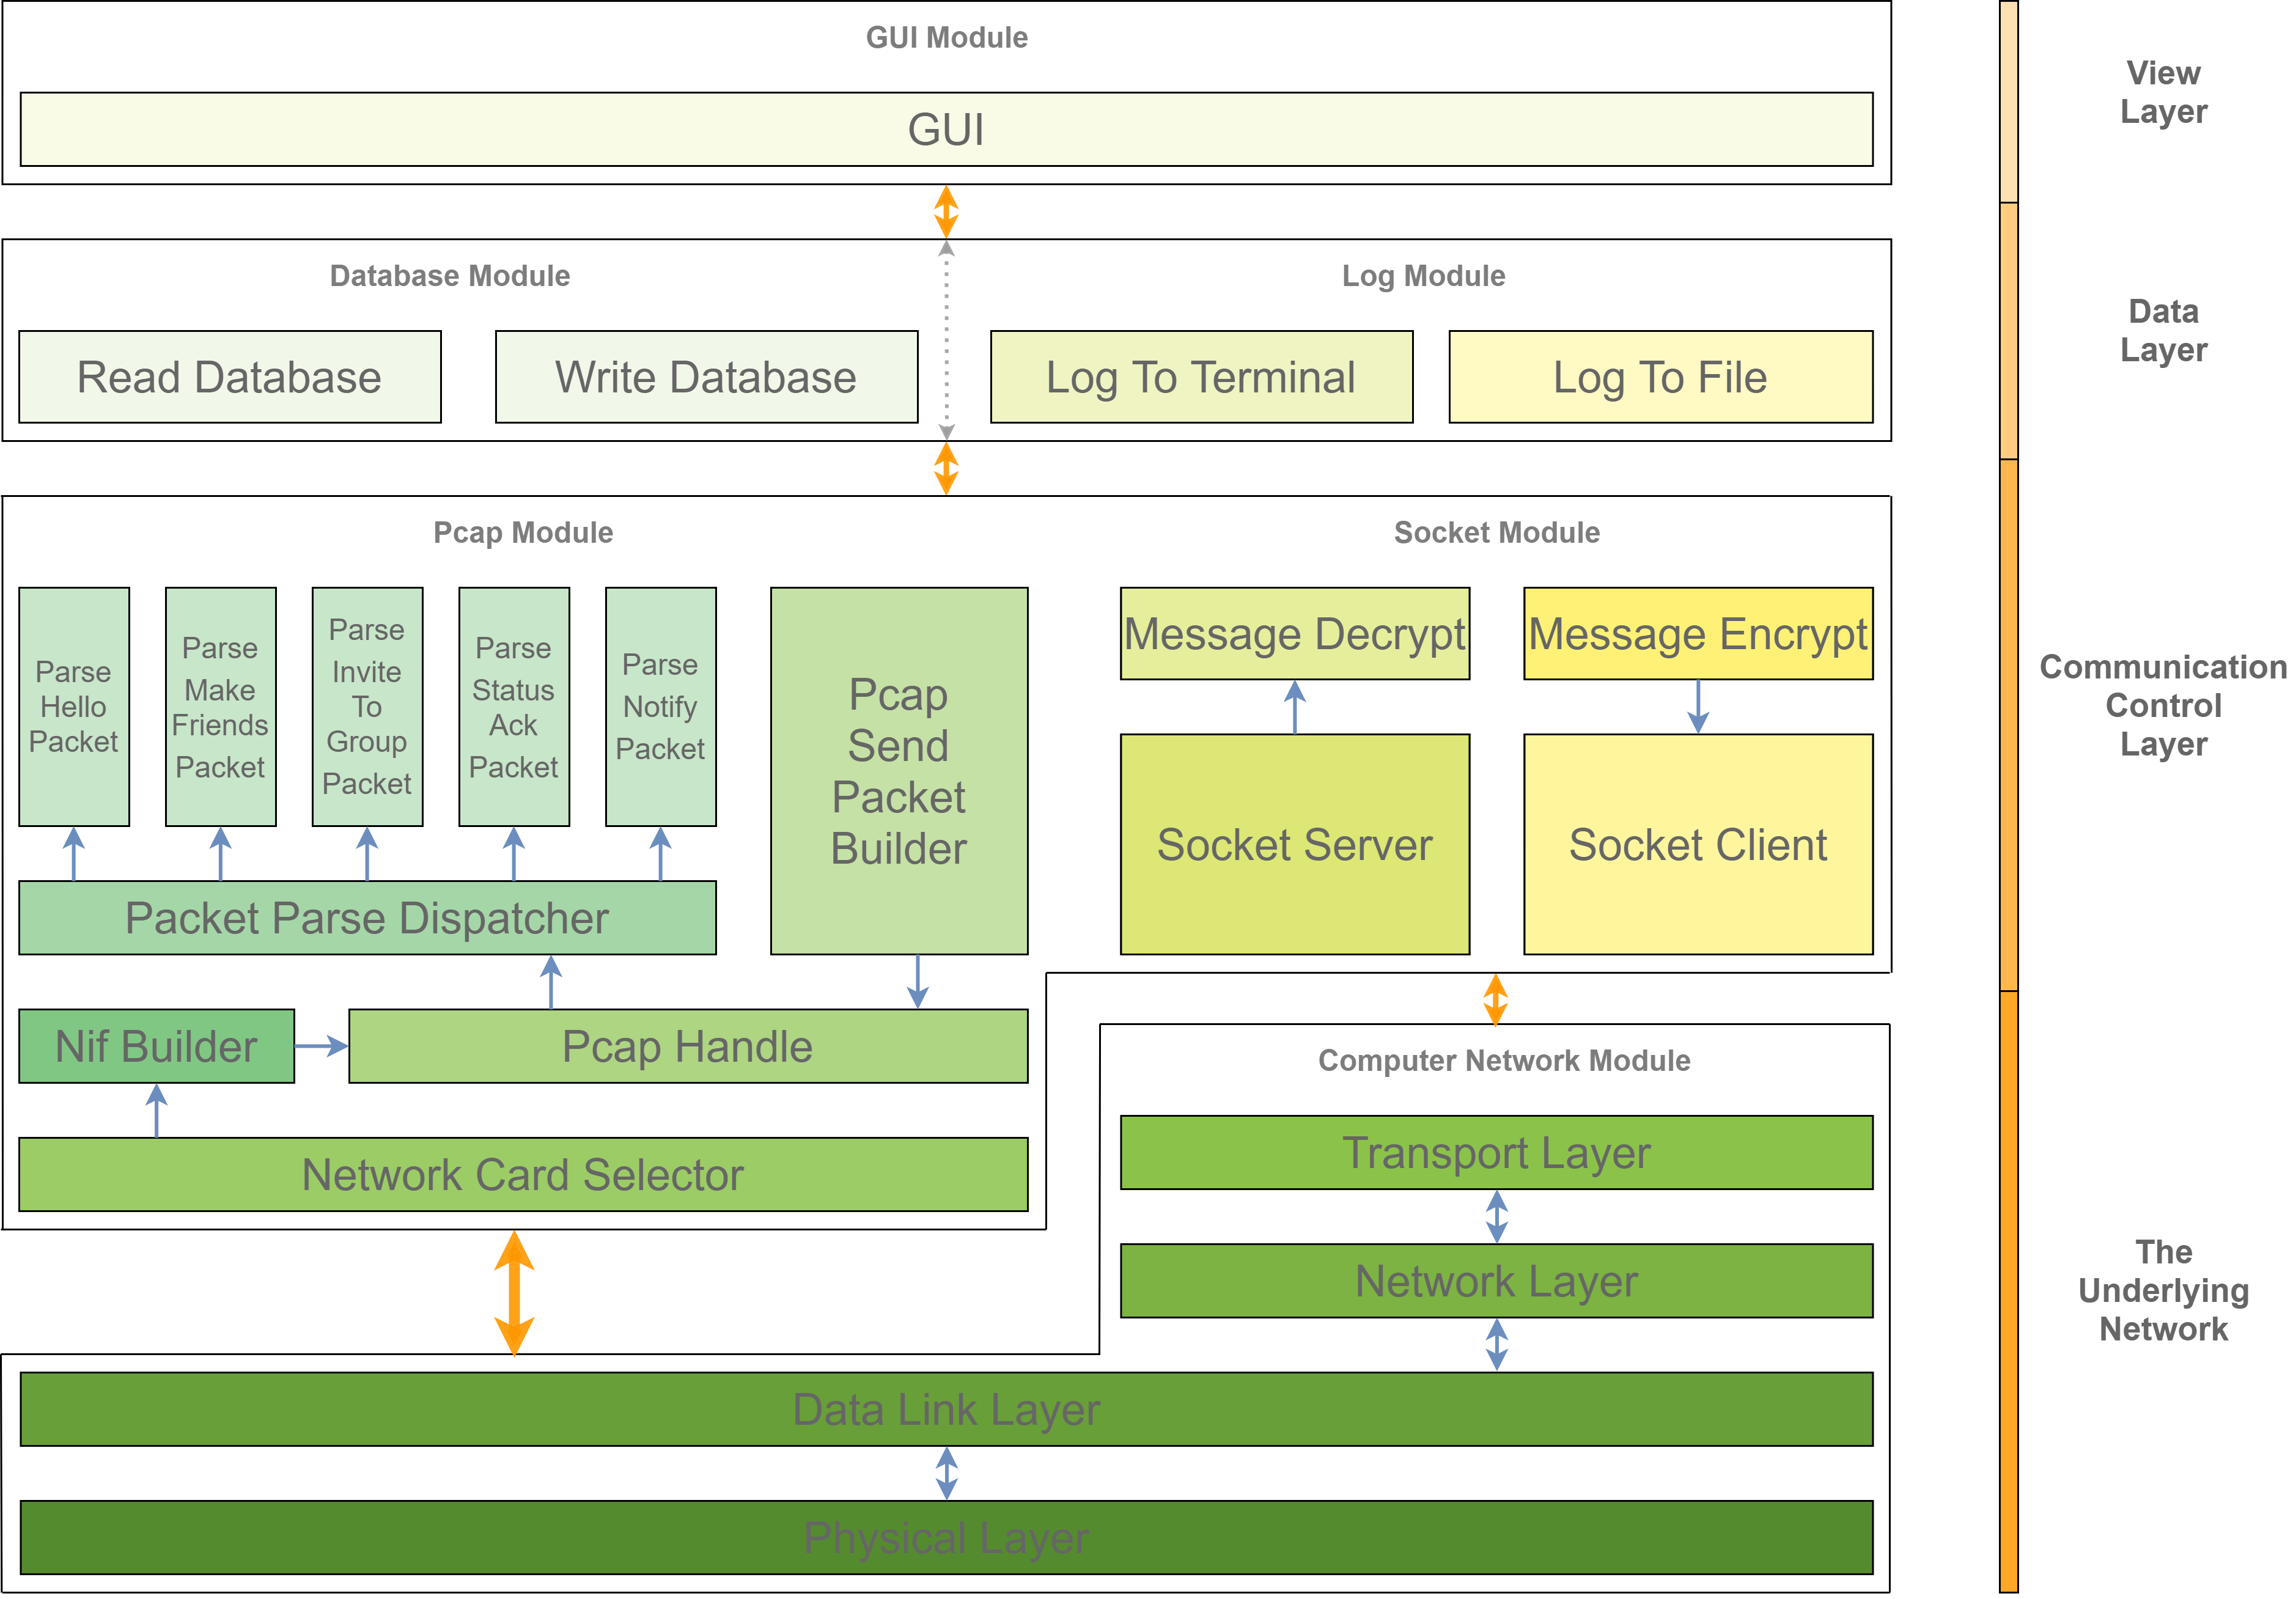 GUI Module
GUI
View
Layer
Database Module
Log Module
Read Database
Write Database
Log To Terminal
Log To File
Data
Layer
Pcap Module
Socket Module
Parse
Hello
Packet
Parse
Make
Friends
Packet
Parse
Invite
To
Group
Packet
Parse
Status
Ack
Packet
Parse
Notify
Packet
Pcap
Send
Packet
Builder
Message Decrypt
Message Encrypt
Socket Server
Socket Client
Packet Parse Dispatcher
Nif Builder
Pcap Handle
Network Card Selector
Communication
Control
Layer
Computer Network Module
Transport Layer
Network Layer
Data Link Layer
Physical Layer
The
Underlying
Network